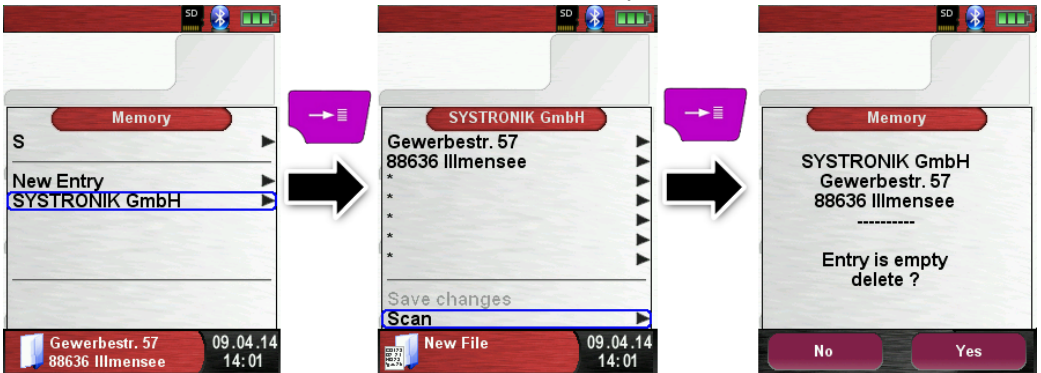 SD
Memory
S
New Entry
SYSTRONIK GmbH
Gewerbestr. 57
88636 Illmensee
09.04.14
14:01
SD
SYSTRONIK GmbH
Gewerbestr. 57
88636 Illmensee
*
*
*
*
*
Save changes
Scan
New File
09.04.14
14:01
SD
Memory
SYSTRONIK GmbH
Gewerbestr. 57
88636 Illmensee
----------
Entry is empty
delete ?
No
Yes